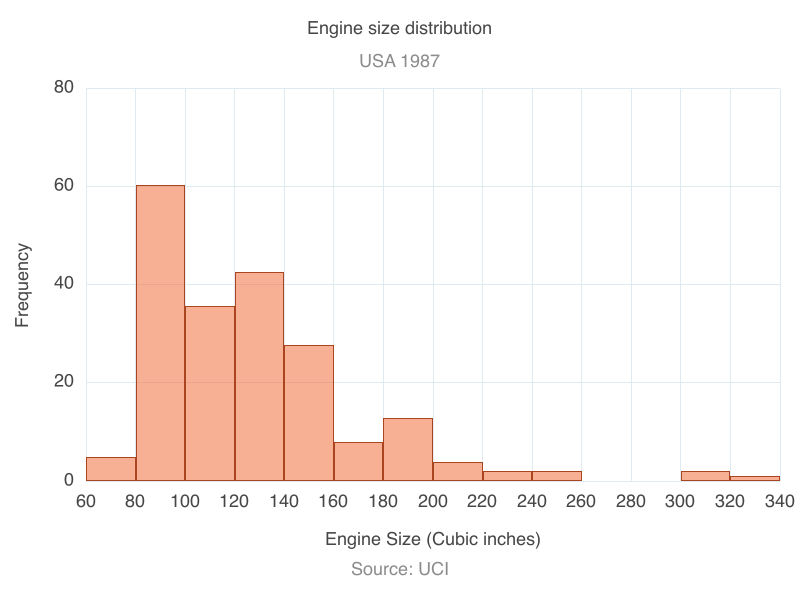 Engine size distribution
USA 1987
80
60
40
20
0
Frequency
60 80 100 120 140 160 180 200 220 240 260 280 300 320 340
Engine Size (Cubic inches)
Source: UCI